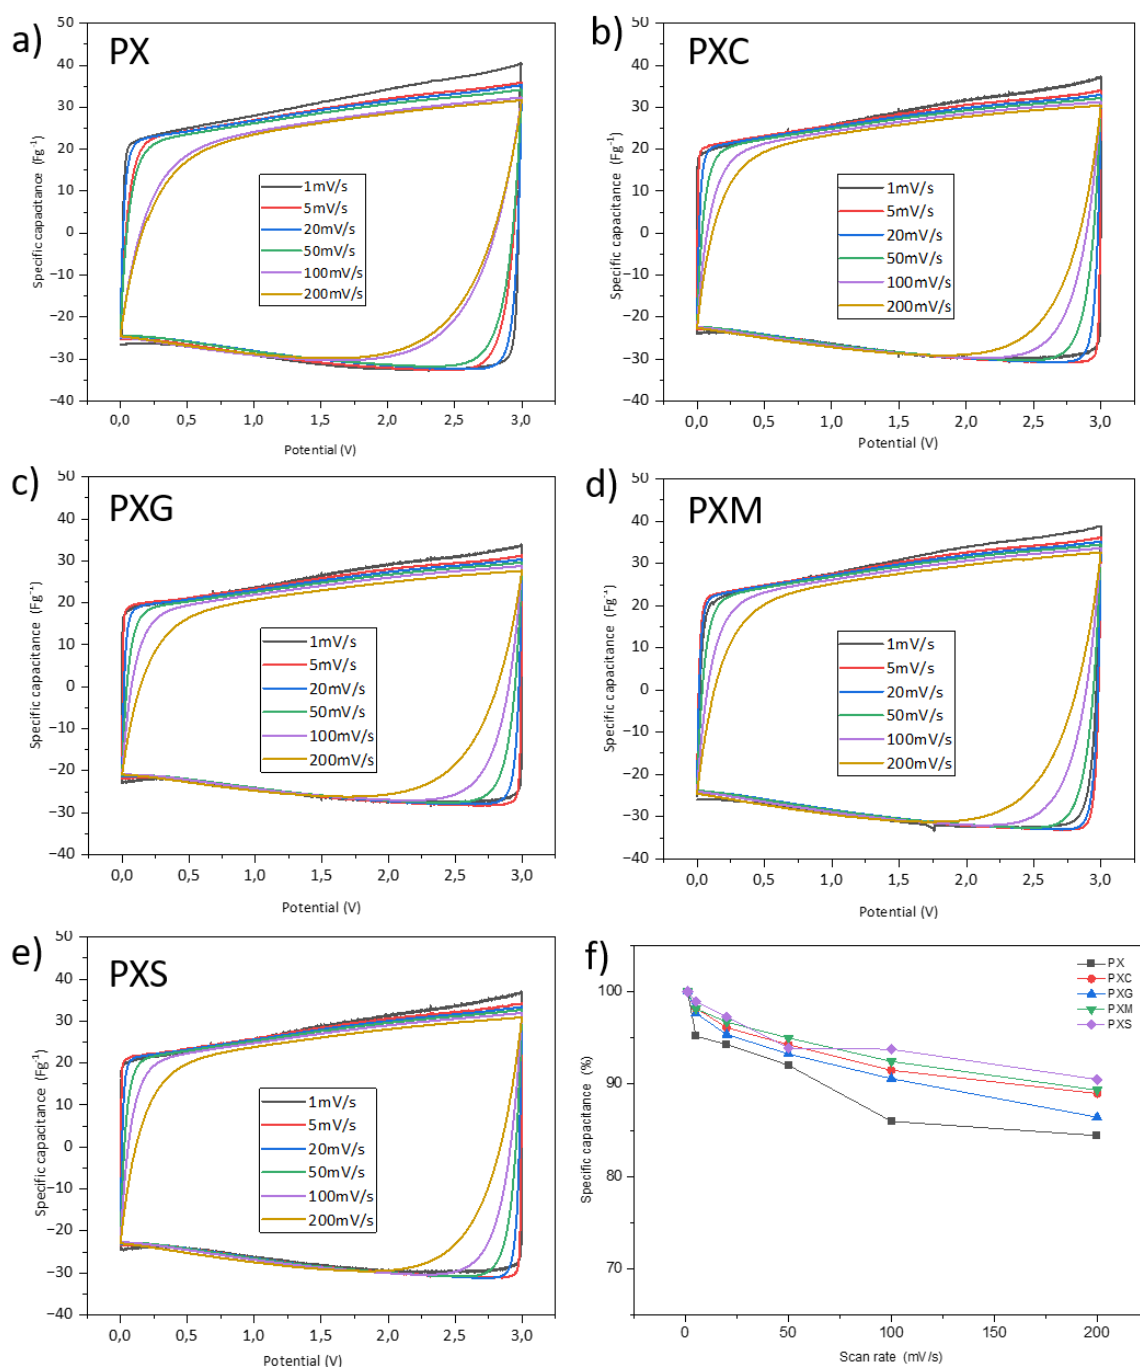 a)
PX
50
40
30
20
10
0
−10
−20
−30
−40
Specific capacitance (Fg⁻¹)
1mV/s
5mV/s
20mV/s
50mV/s
100mV/s
200mV/s
0,0 0,5 1,0 1,5 2,0 2,5 3,0
Potential (V)
b)
PXC
50
40
30
20
10
0
−10
−20
−30
−40
Specific capacitance (Fg⁻¹)
1mV/s
5mV/s
20mV/s
50mV/s
100mV/s
200mV/s
0,0 0,5 1,0 1,5 2,0 2,5 3,0
Potential (V)
c)
PXG
50
40
30
20
10
0
−10
−20
−30
−40
Specific capacitance (Fg⁻¹)
1mV/s
5mV/s
20mV/s
50mV/s
100mV/s
200mV/s
0,0 0,5 1,0 1,5 2,0 2,5 3,0
Potential (V)
d)
PXM
50
40
30
20
10
0
−10
−20
−30
−40
Specific capacitance (Fg⁻¹)
1mV/s
5mV/s
20mV/s
50mV/s
100mV/s
200mV/s
0,0 0,5 1,0 1,5 2,0 2,5 3,0
Potential (V)
e)
PXS
50
40
30
20
10
0
−10
−20
−30
−40
Specific capacitance (Fg⁻¹)
1mV/s
5mV/s
20mV/s
50mV/s
100mV/s
200mV/s
0,0 0,5 1,0 1,5 2,0 2,5 3,0
Potential (V)
f)
PX
PXC
PXG
PXM
PXS
100
90
80
70
Specific capacitance (%)
0 50 100 150 200
Scan rate (mV/s)